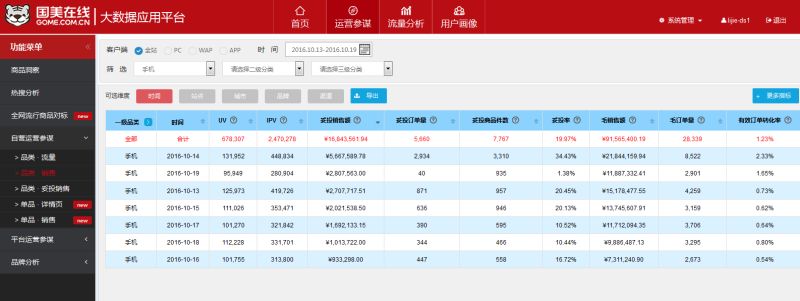 国美在线 GOME.COM.CN 大数据应用平台
首页 运营参谋 流量分析 用户画像
系统管理 lijie-ds1 退出
功能菜单
商品洞察
热搜分析
全网流行商品对标 new
自营运营参谋
> 品类 · 流量
> 品类 · 销售
> 品类 · 妥投销售
> 单品 · 详情页 new
> 单品 · 销售 new
平台运营参谋
品牌分析
客户端 全站 PC WAP APP 时 间 2016.10.13-2016.10.19
筛 选 手机 请选择二级分类 请选择三级分类
可选维度 时间 站点 城市 品牌 渠道 导出 + 更多指标
一级品类 时间 UV IPV 妥投销售额 妥投订单量 妥投商品件数 妥投率 毛销售额 毛订单量 有效订单转化率
全部 合计 678,307 2,470,278 ¥16,843,561.94 5,660 7,767 19.97% ¥91,565,400.19 28,339 1.23%
手机 2016-10-14 131,952 448,834 ¥5,667,589.78 2,934 3,310 34.43% ¥21,844,159.94 8,522 2.33%
手机 2016-10-19 95,949 280,904 ¥2,807,563.00 40 935 1.38% ¥11,887,332.41 2,901 1.65%
手机 2016-10-13 125,973 419,726 ¥2,707,717.51 871 957 20.45% ¥15,178,477.55 4,259 0.73%
手机 2016-10-15 111,026 353,471 ¥2,021,538.50 636 946 20.13% ¥13,745,607.91 3,159 0.62%
手机 2016-10-17 101,270 321,842 ¥1,692,133.15 390 595 10.52% ¥11,712,094.35 3,706 0.64%
手机 2016-10-18 112,228 331,701 ¥1,013,722.00 344 466 10.44% ¥9,886,487.13 3,295 0.80%
手机 2016-10-16 101,755 313,800 ¥933,298.00 447 558 16.72% ¥7,311,240.90 2,673 0.54%